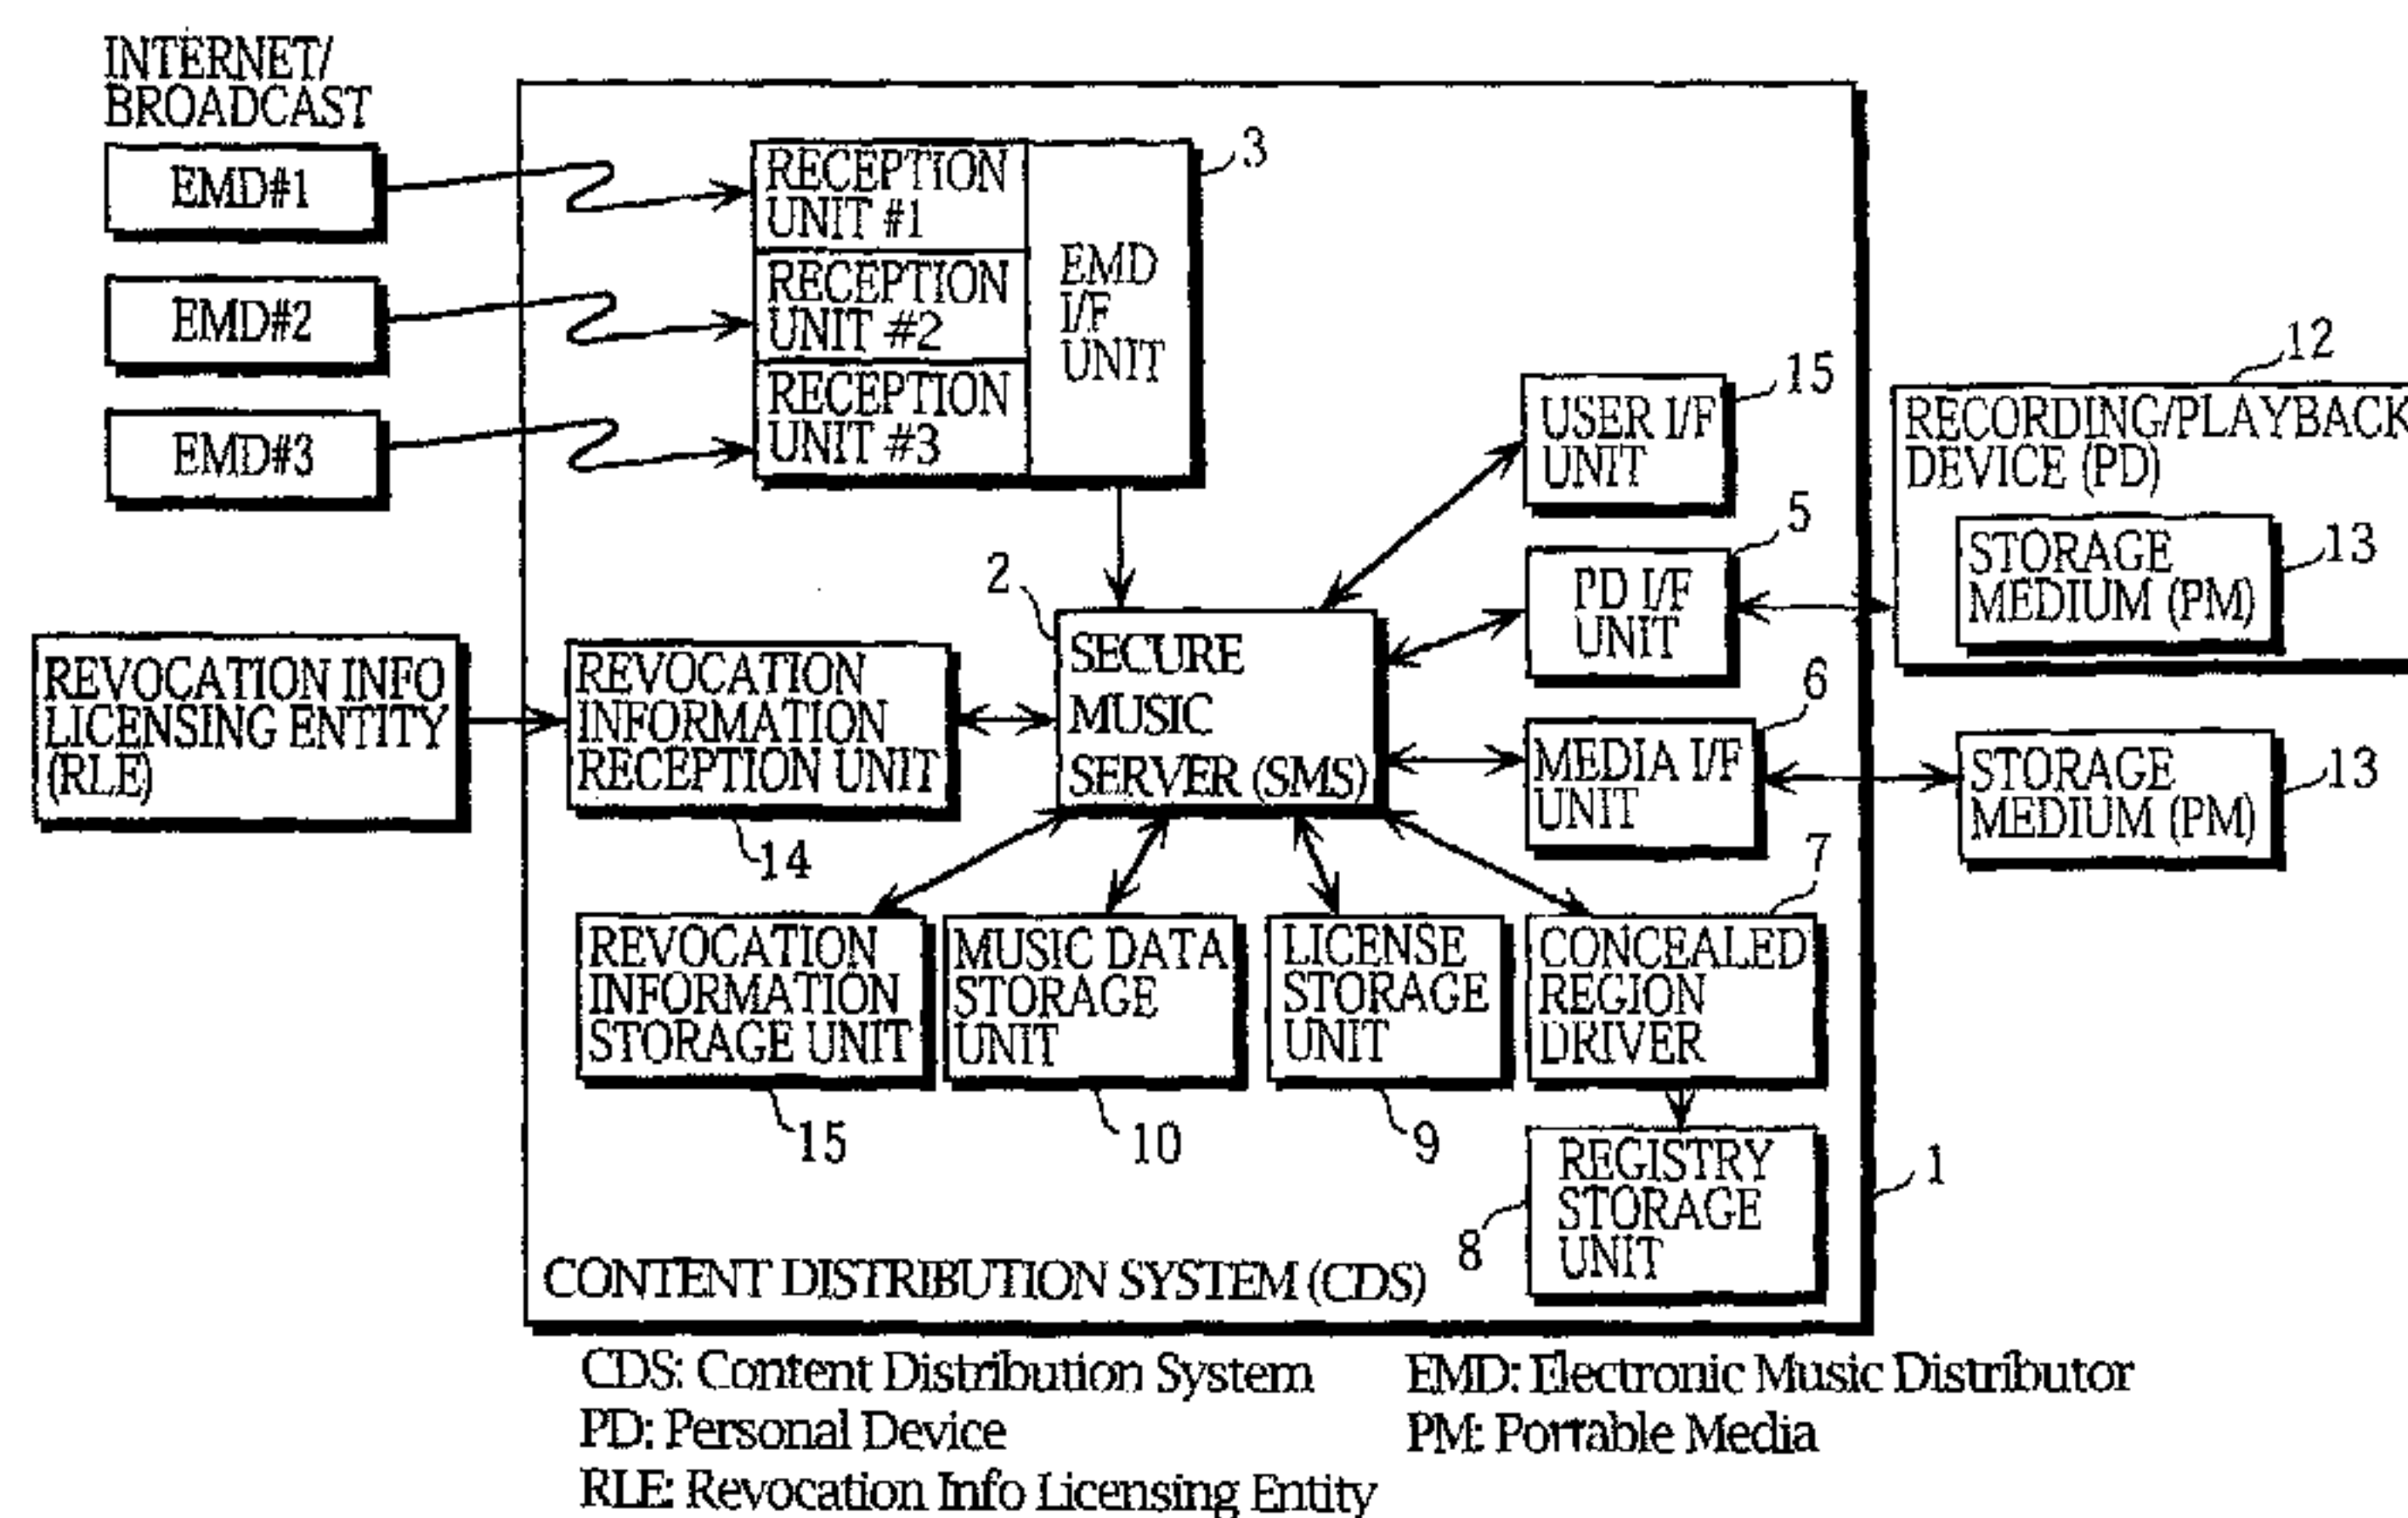 INTERNET/
BROADCAST
EMD#1
EMD#2
EMD#3
RECEPTION
UNIT #1
RECEPTION
UNIT #2
RECEPTION
UNIT #3
EMD
I/F
UNIT
3
USER I/F
UNIT
15
12
RECORDING/PLAYBACK
DEVICE (PD)
STORAGE
MEDIUM (PM)
13
PD I/F
UNIT
5
2
SECURE
MUSIC
SERVER (SMS)
REVOCATION INFO
LICENSING ENTITY
(RLE)
REVOCATION
INFORMATION
RECEPTION UNIT
14
6
MEDIA I/F
UNIT
STORAGE
MEDIUM (PM)
13
7
REVOCATION
INFORMATION
STORAGE UNIT
15
MUSIC DATA
STORAGE
UNIT
10
LICENSE
STORAGE
UNIT
9
CONCEALED
REGION
DRIVER
REGISTRY
STORAGE
UNIT
8
1
CONTENT DISTRIBUTION SYSTEM (CDS)
CDS: Content Distribution System
EMD: Electronic Music Distributor
PD: Personal Device
PM: Portable Media
RLE: Revocation Info Licensing Entity